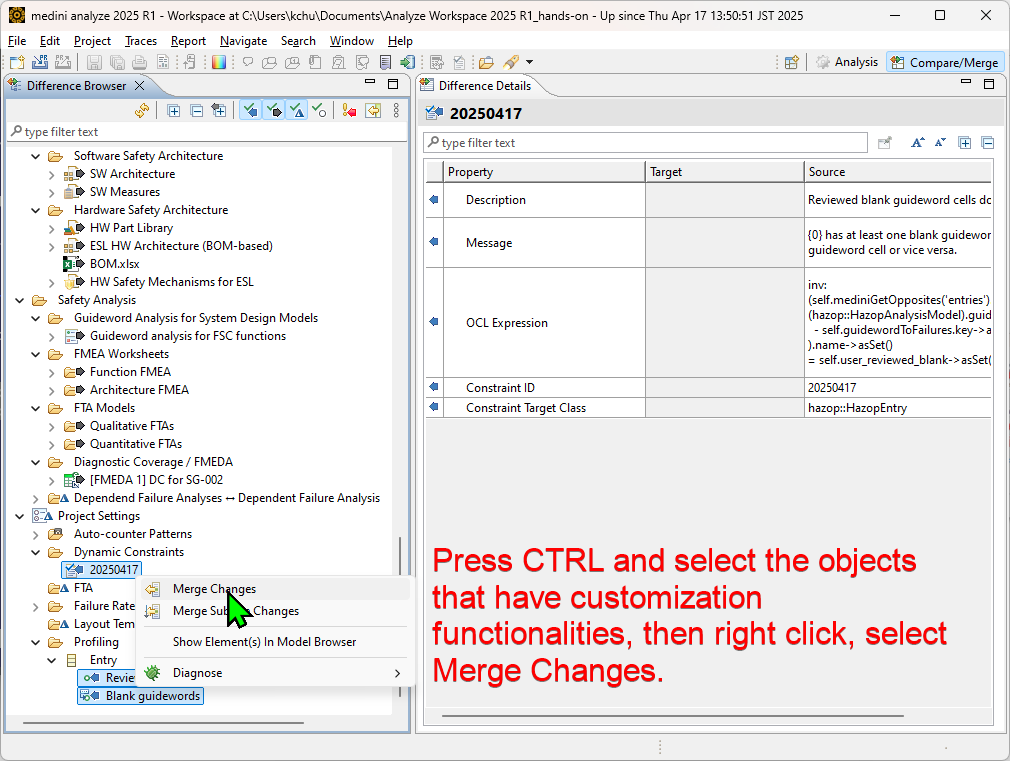 medini analyze 2025 R1 - Workspace at C:\Users\kchu\Documents\Analyze Workspace 2025 R1_hands-on - Up since Thu Apr 17 13:50:51 JST 2025
File Edit Project Traces Report Navigate Search Window Help
Analysis Compare/Merge
Difference Browser
type filter text
Software Safety Architecture
SW Architecture
SW Measures
Hardware Safety Architecture
HW Part Library
ESL HW Architecture (BOM-based)
BOM.xlsx
HW Safety Mechanisms for ESL
Safety Analysis
Guideword Analysis for System Design Models
Guideword analysis for FSC functions
FMEA Worksheets
Function FMEA
Architecture FMEA
FTA Models
Qualitative FTAs
Quantitative FTAs
Diagnostic Coverage / FMEDA
[FMEDA 1] DC for SG-002
Dependend Failure Analyses ↔ Dependent Failure Analysis
Project Settings
Auto-counter Patterns
Dynamic Constraints
20250417
FTA
Failure Rate
Layout Tem
Profiling
Entry
Revie
Blank guidewords
Merge Changes
Merge Changes
Show Element(s) In Model Browser
Diagnose
Difference Details
20250417
type filter text
Property Target Source
Description Reviewed blank guideword cells dc
Message {0} has at least one blank guidewor
guideword cell or vice versa.
OCL Expression
inv:
(self.mediniGetOpposites('entries')
(hazop::HazopAnalysisModel).guid
- self.guidewordToFailures.key->a
).name->asSet()
= self.user_reviewed_blank->asSet(
Constraint ID 20250417
Constraint Target Class hazop::HazopEntry
Press CTRL and select the objects
that have customization
functionalities, then right click, select
Merge Changes.